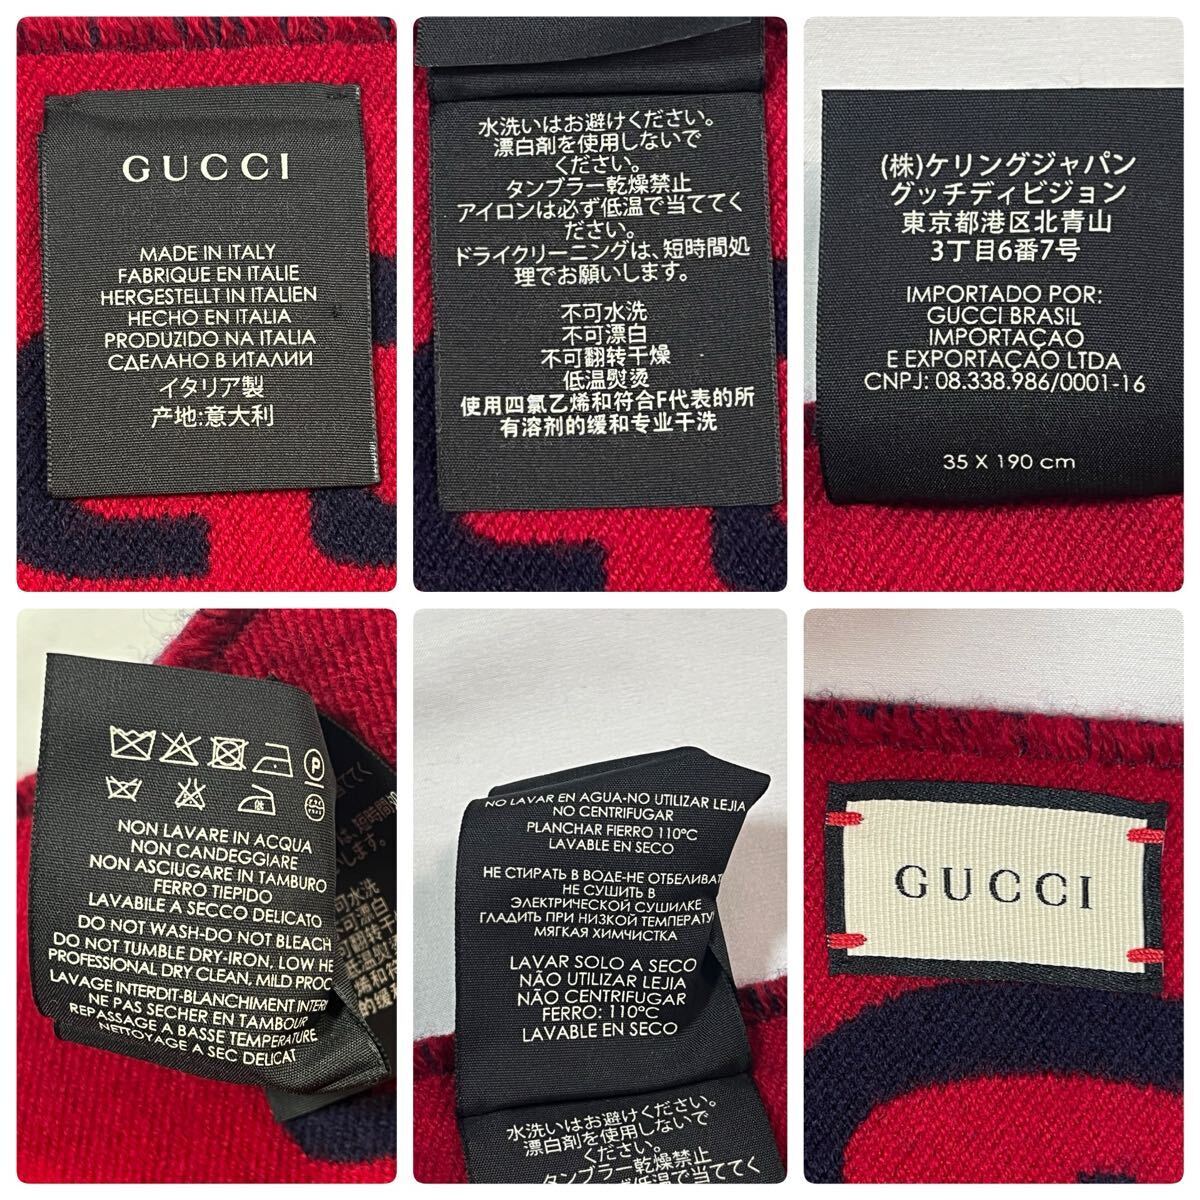 GUCCI
MADE IN ITALY
FABRIQUE EN ITALIE
HERGESTELLT IN ITALIEN
HECHO EN ITALIA
PRODUZIDO NA ITALIA
СДЕЛАНО В ИТАЛИИ
イタリア製
产地:意大利
水洗いはお避けください。
漂白剤を使用しないで
ください。
タンブラー乾燥禁止
アイロンは必ず低温で当ててく
ださい。
ドライクリーニングは、短時間処
理でお願いします。
不可水洗
不可漂白
不可翻转干燥
低温熨烫
使用四氯乙烯和符合F代表的所
有溶剂的缓和专业干洗
(株)ケリングジャパン
グッチディビジョン
東京都港区北青山
3丁目6番7号
IMPORTADO POR:
GUCCI BRASIL
IMPORTAÇAO
E EXPORTAÇAO LTDA
CNPJ: 08.338.986/0001-16
35 X 190 cm
P
NON LAVARE IN ACQUA
NON CANDEGGIARE
NON ASCIUGARE IN TAMBURO
FERRO TIEPIDO
LAVABILE A SECCO DELICATO
DO NOT WASH-DO NOT BLEACH
DO NOT TUMBLE DRY-IRON, LOW HE
PROFESSIONAL DRY CLEAN, MILD PROC
LAVAGE INTERDIT-BLANCHIMENT INTER
NE PAS SECHER EN TAMBOUR
REPASSAGE A BASSE TEMPERATURE
NETTOYAGE A SEC DELICAT
NO LAVAR EN AGUA-NO UTILIZAR LEJIA
NO CENTRIFUGAR
PLANCHAR FIERRO 110°C
LAVABLE EN SECO
НЕ СТИРАТЬ В ВОДЕ-НЕ ОТБЕЛИВАТ
НЕ СУШИТЬ В
ЭЛЕКТРИЧЕСКОЙ СУШИЛКЕ
ГЛАДИТЬ ПРИ НИЗКОЙ ТЕМПЕРАТУ
МЯГКАЯ ХИМЧИСТКА
LAVAR SOLO A SECO
NÃO UTILIZAR LEJIA
NÃO CENTRIFUGAR
FERRO: 110°C
LAVABLE EN SECO
水洗いはお避けください。
漂白剤を使用しないで
ください。
タンブラー乾燥禁止
アイロンは必ず低温で当ててく
GUCCI